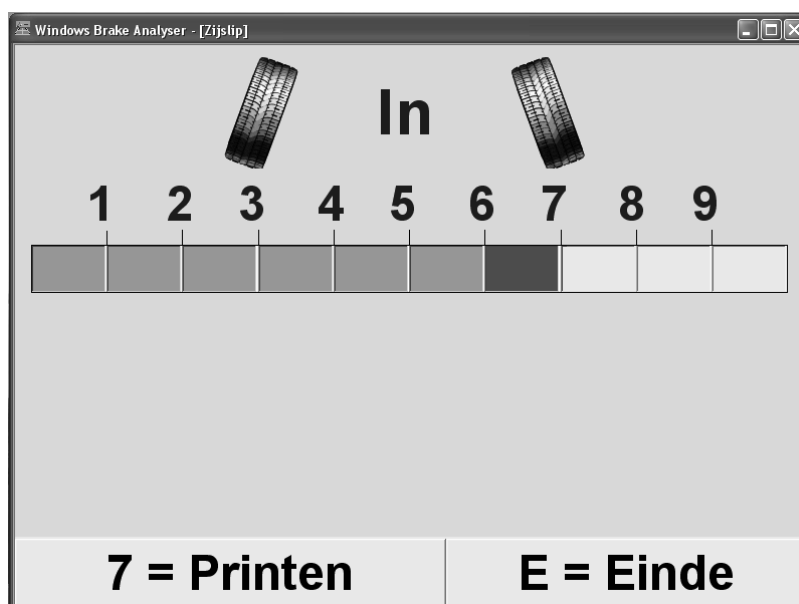 Windows Brake Analyser - [Zijslip]
In
1 2 3 4 5 6 7 8 9
7 = Printen E = Einde